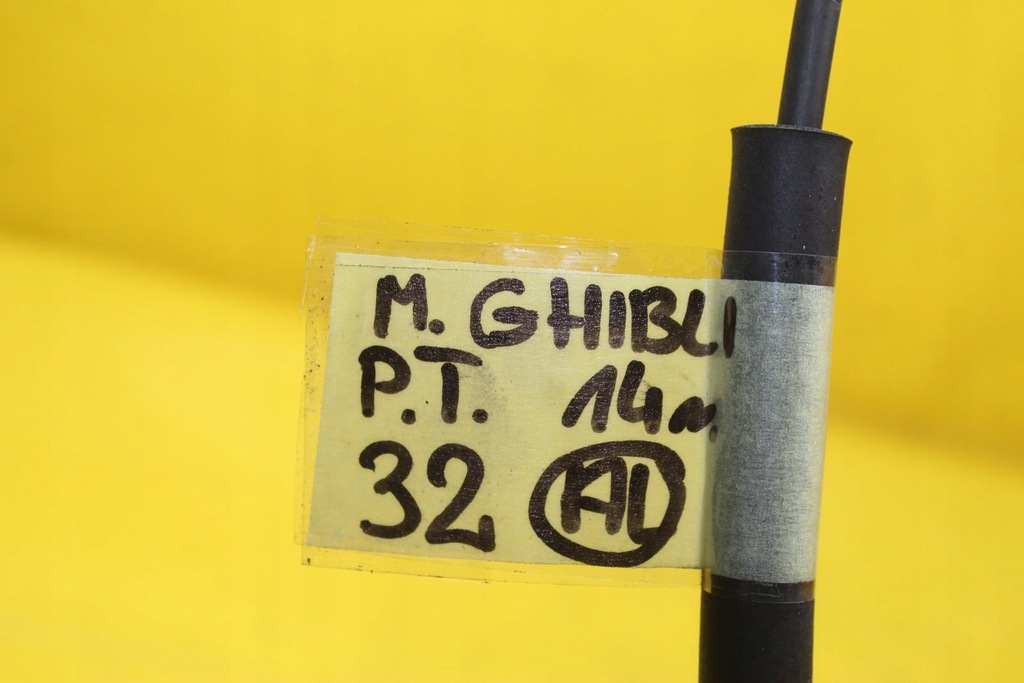 M. GHIBLI
P.T. 14r.
32 AL